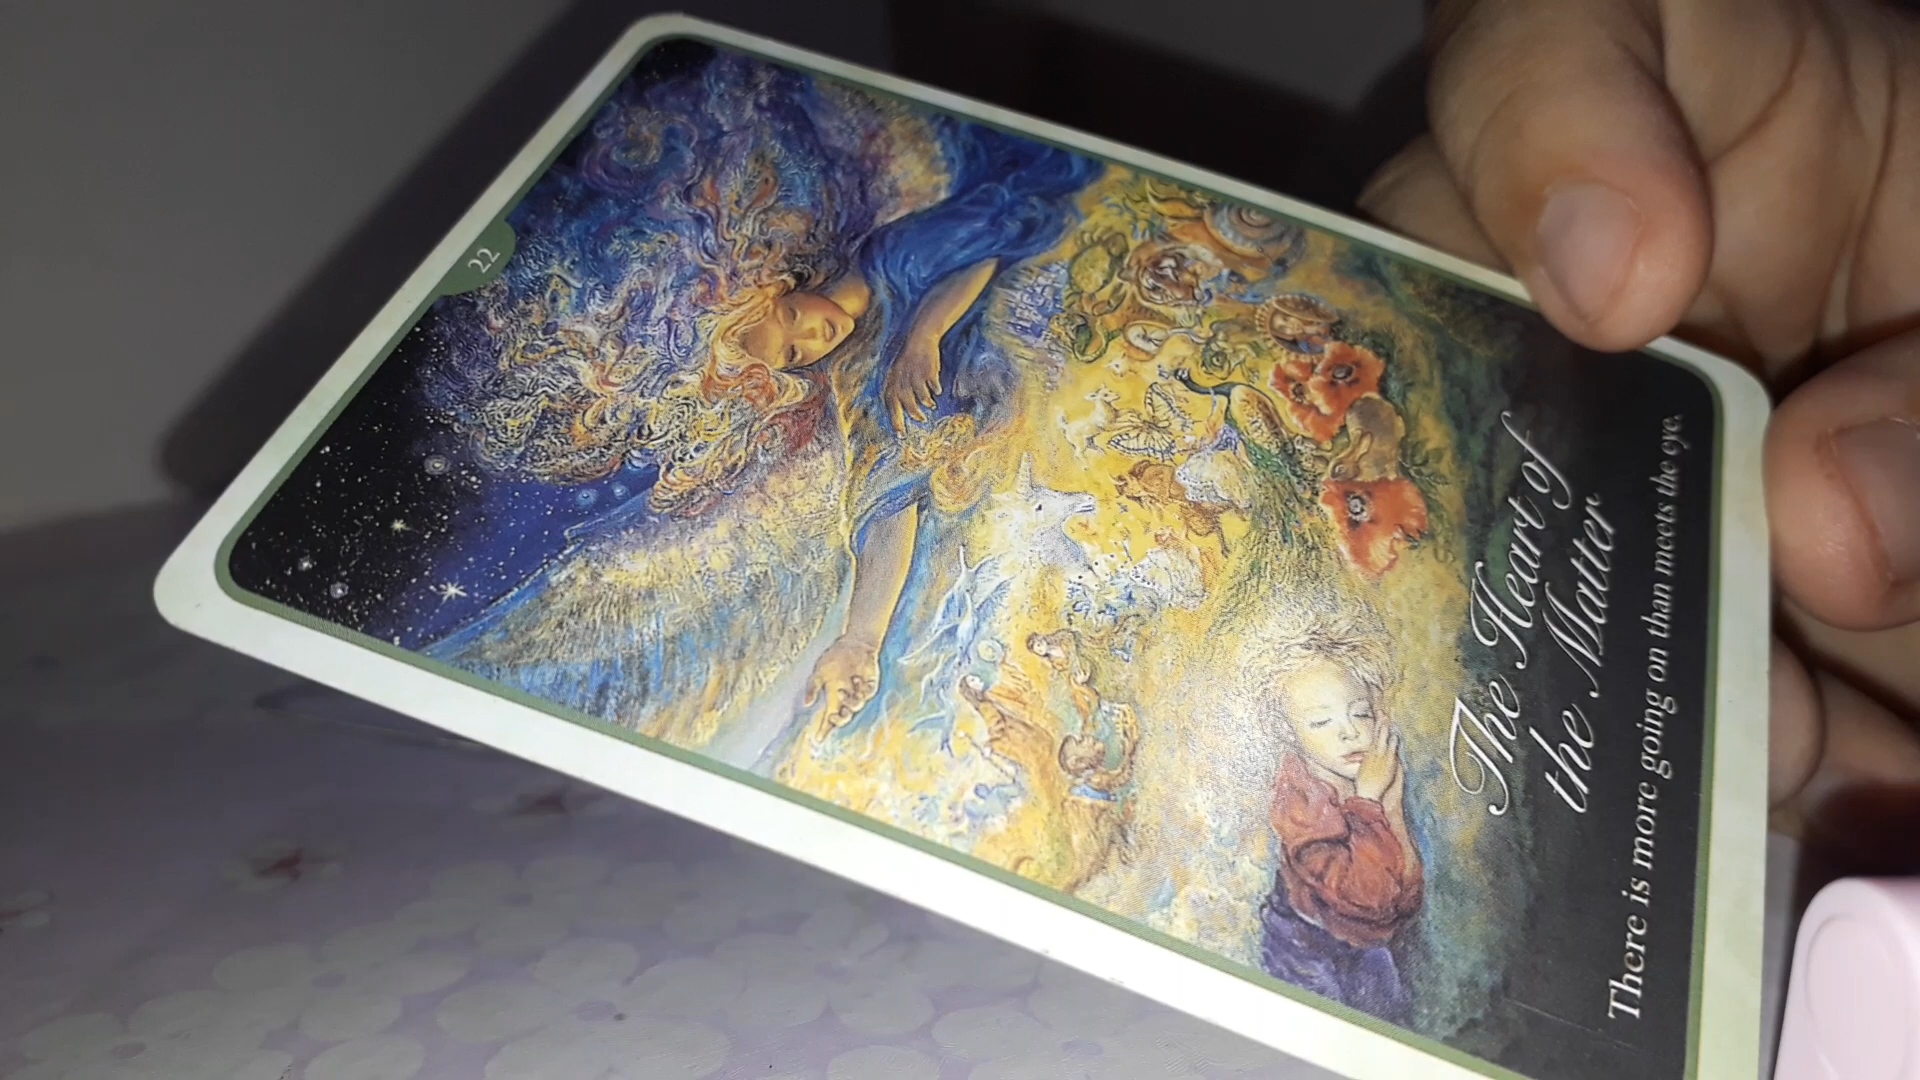 22
The Heart of
the Matter
There is more going on than meets the eye.